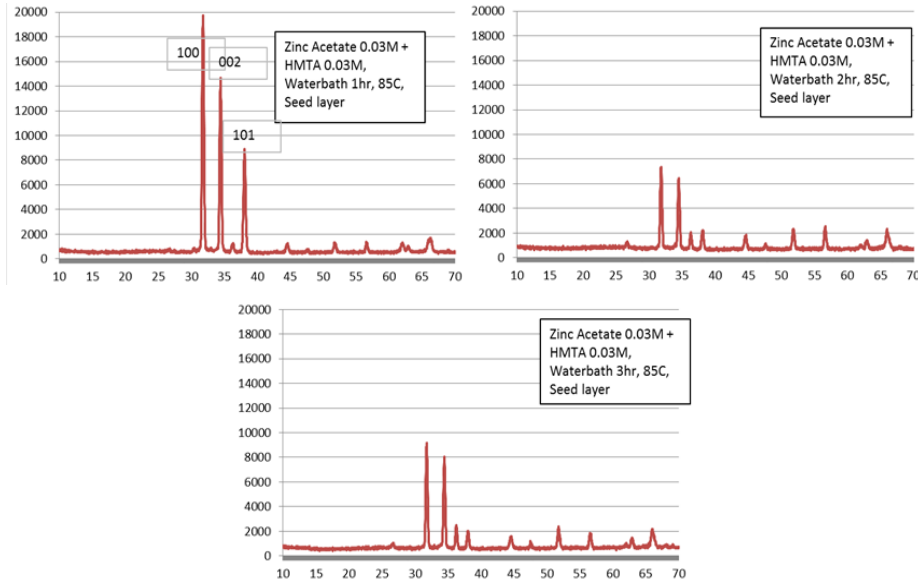 20000
18000
16000
14000
12000
10000
8000
6000
4000
2000
0
10 15 20 25 30 35 40 45 50 55 60 65 70
100
002
101
Zinc Acetate 0.03M +
HMTA 0.03M,
Waterbath 1hr, 85C,
Seed layer
20000
18000
16000
14000
12000
10000
8000
6000
4000
2000
0
10 15 20 25 30 35 40 45 50 55 60 65 70
Zinc Acetate 0.03M +
HMTA 0.03M,
Waterbath 2hr, 85C,
Seed layer
20000
18000
16000
14000
12000
10000
8000
6000
4000
2000
0
10 15 20 25 30 35 40 45 50 55 60 65 70
Zinc Acetate 0.03M +
HMTA 0.03M,
Waterbath 3hr, 85C,
Seed layer